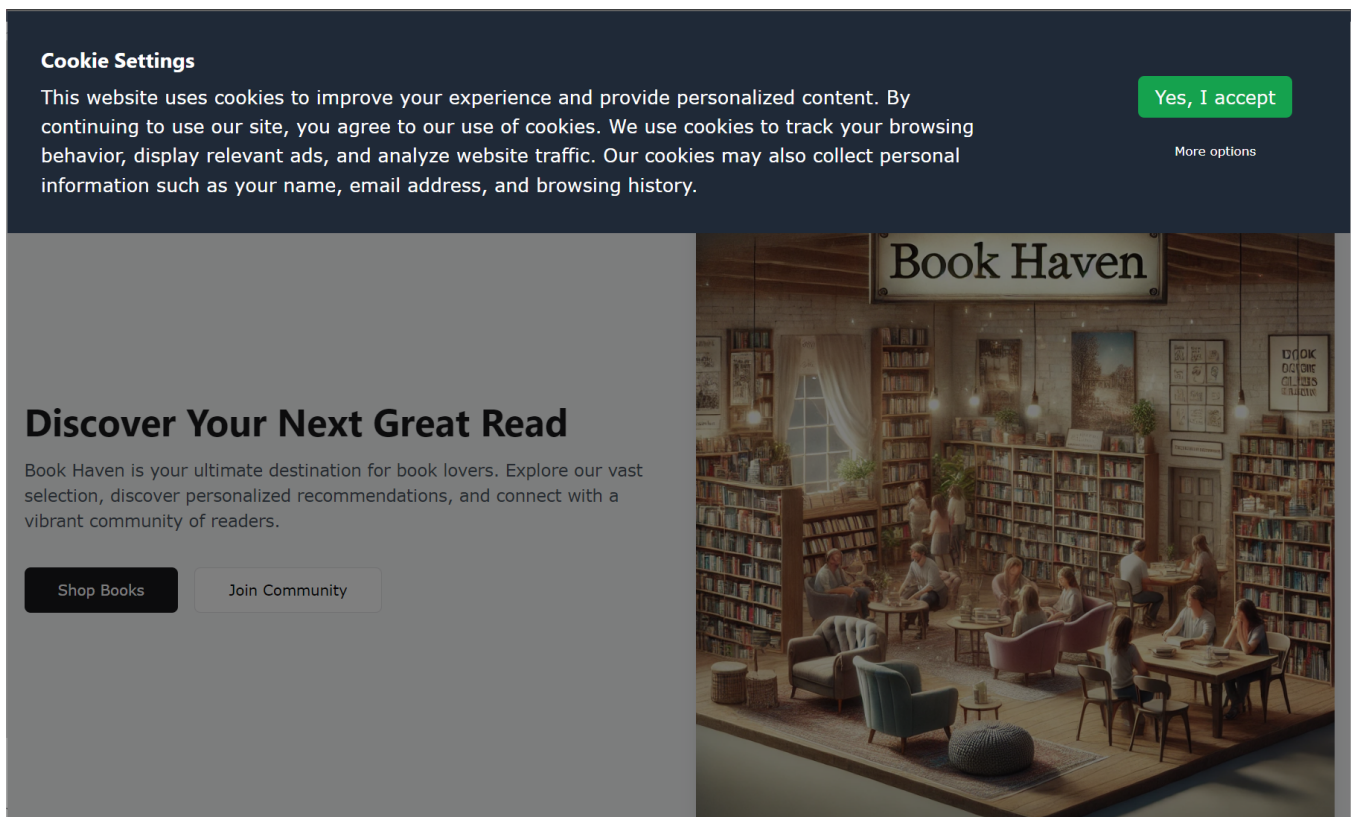 Cookie Settings
This website uses cookies to improve your experience and provide personalized content. By
continuing to use our site, you agree to our use of cookies. We use cookies to track your browsing
behavior, display relevant ads, and analyze website traffic. Our cookies may also collect personal
information such as your name, email address, and browsing history.
Yes, I accept
More options
Book Haven
Discover Your Next Great Read
Book Haven is your ultimate destination for book lovers. Explore our vast
selection, discover personalized recommendations, and connect with a
vibrant community of readers.
Shop Books
Join Community